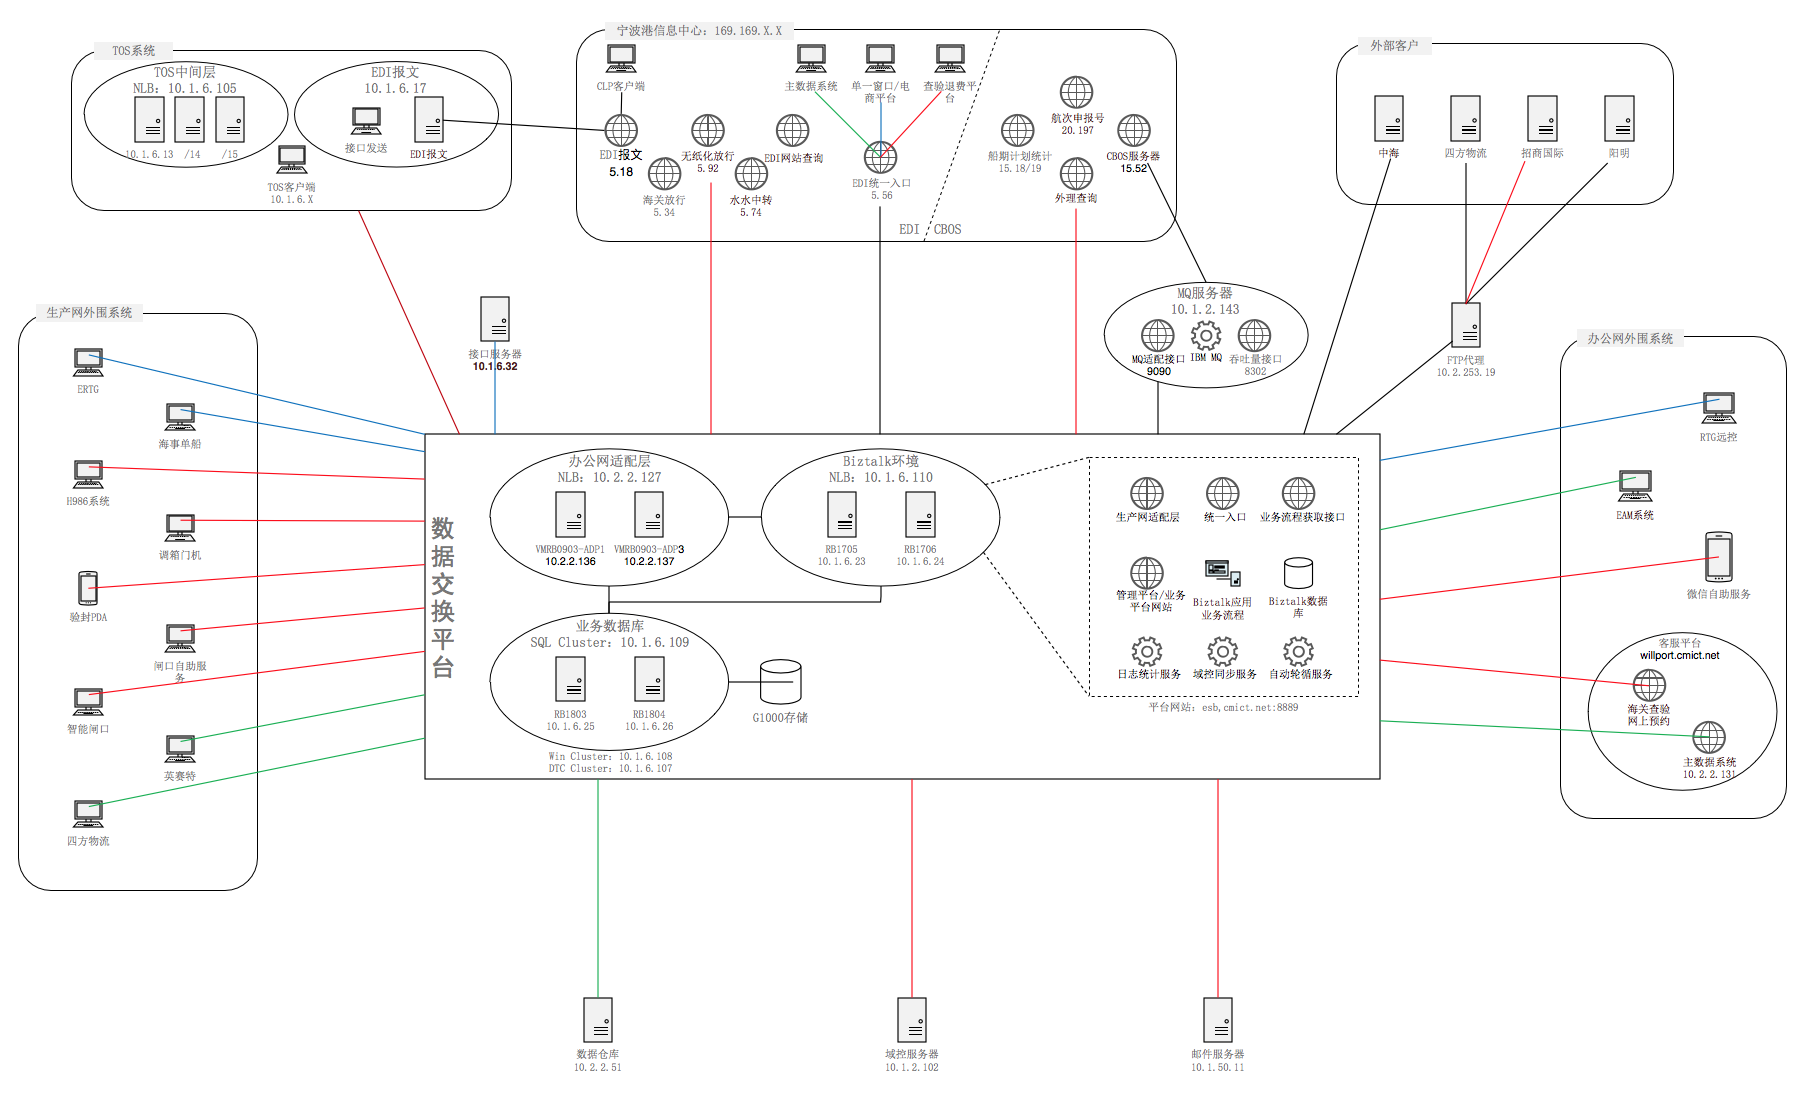 TOS系统
TOS中间层
NLB: 10.1.6.105
10.1.6.13
/14
/15
EDI报文
10.1.6.17
接口发送
EDI报文
TOS客户端
10.1.6.X
宁波港信息中心: 169.169.X.X
CLP客户端
主数据系统
单一窗口/电
商平台
查验退费平
台
EDI报文
5.18
无纸化放行
5.92
EDI网站查询
海关放行
5.34
水水中转
5.74
EDI统一入口
5.56
航次申报号
20.197
船期计划统计
15.18/19
CBOS服务器
15.52
外理查询
EDI
CBOS
外部客户
中海
四方物流
招商国际
阳明
接口服务器
10.1.6.32
MQ服务器
10.1.2.143
MQ适配接口
9090
IBM MQ
吞吐量接口
8302
FTP代理
10.2.253.19
生产网外围系统
ERTG
海事单船
H986系统
调箱门机
验封PDA
闸口自助服
务
智能闸口
英赛特
四方物流
数据交换平台
办公网适配层
NLB: 10.2.2.127
VMRB0903-ADP1
10.2.2.136
VMRB0903-ADP3
10.2.2.137
Biztalk环境
NLB: 10.1.6.110
RB1705
10.1.6.23
RB1706
10.1.6.24
业务数据库
SQL Cluster: 10.1.6.109
RB1803
10.1.6.25
RB1804
10.1.6.26
Win Cluster: 10.1.6.108
DTC Cluster: 10.1.6.107
G1000存储
生产网适配层
统一入口
业务流程获取接口
管理平台/业务
平台网站
Biztalk应用
业务流程
Biztalk数据
库
日志统计服务
域控同步服务
自动轮循服务
平台网站: esb,cmict.net:8889
办公网外围系统
RTG远控
EAM系统
微信自助服务
客服平台
willport.cmict.net
海关查验
网上预约
主数据系统
10.2.2.131
数据仓库
10.2.2.51
域控服务器
10.1.2.102
邮件服务器
10.1.50.11